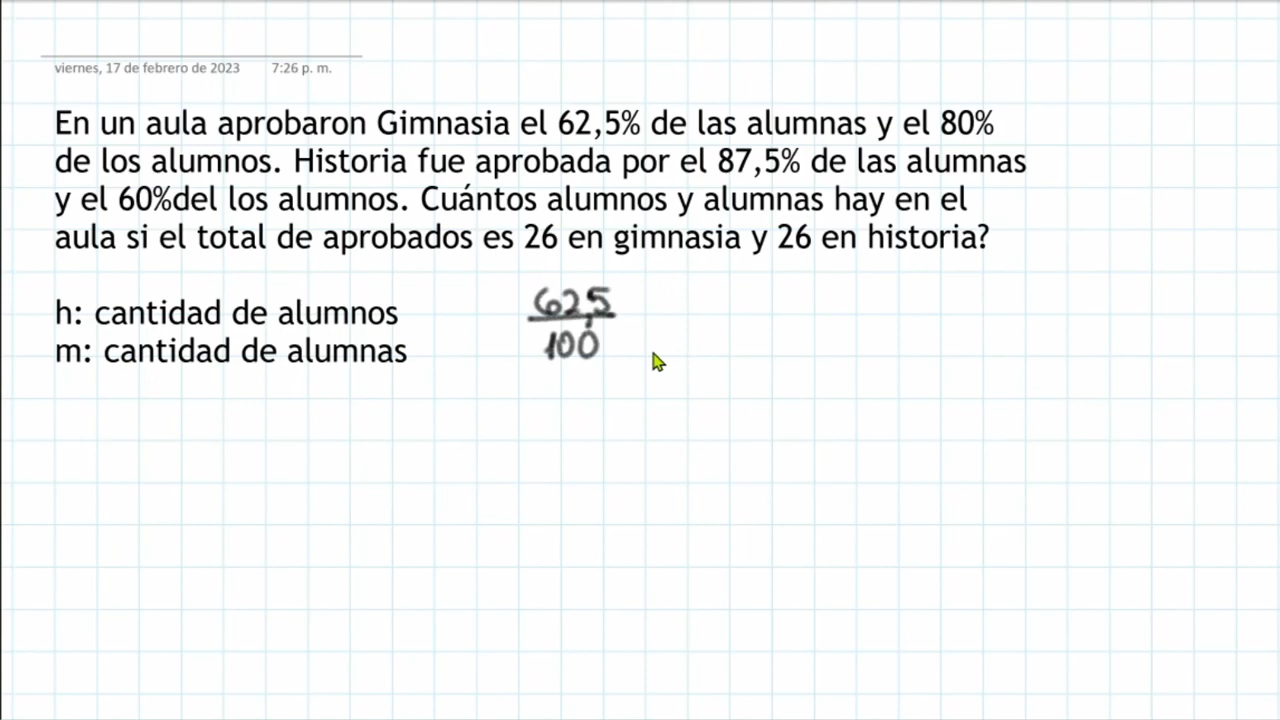 viernes, 17 de febrero de 2023 7:26 p. m.
En un aula aprobaron Gimnasia el 62,5% de las alumnas y el 80%
de los alumnos. Historia fue aprobada por el 87,5% de las alumnas
y el 60%del los alumnos. Cuántos alumnos y alumnas hay en el
aula si el total de aprobados es 26 en gimnasia y 26 en historia?
h: cantidad de alumnos
m: cantidad de alumnas
62,5
100